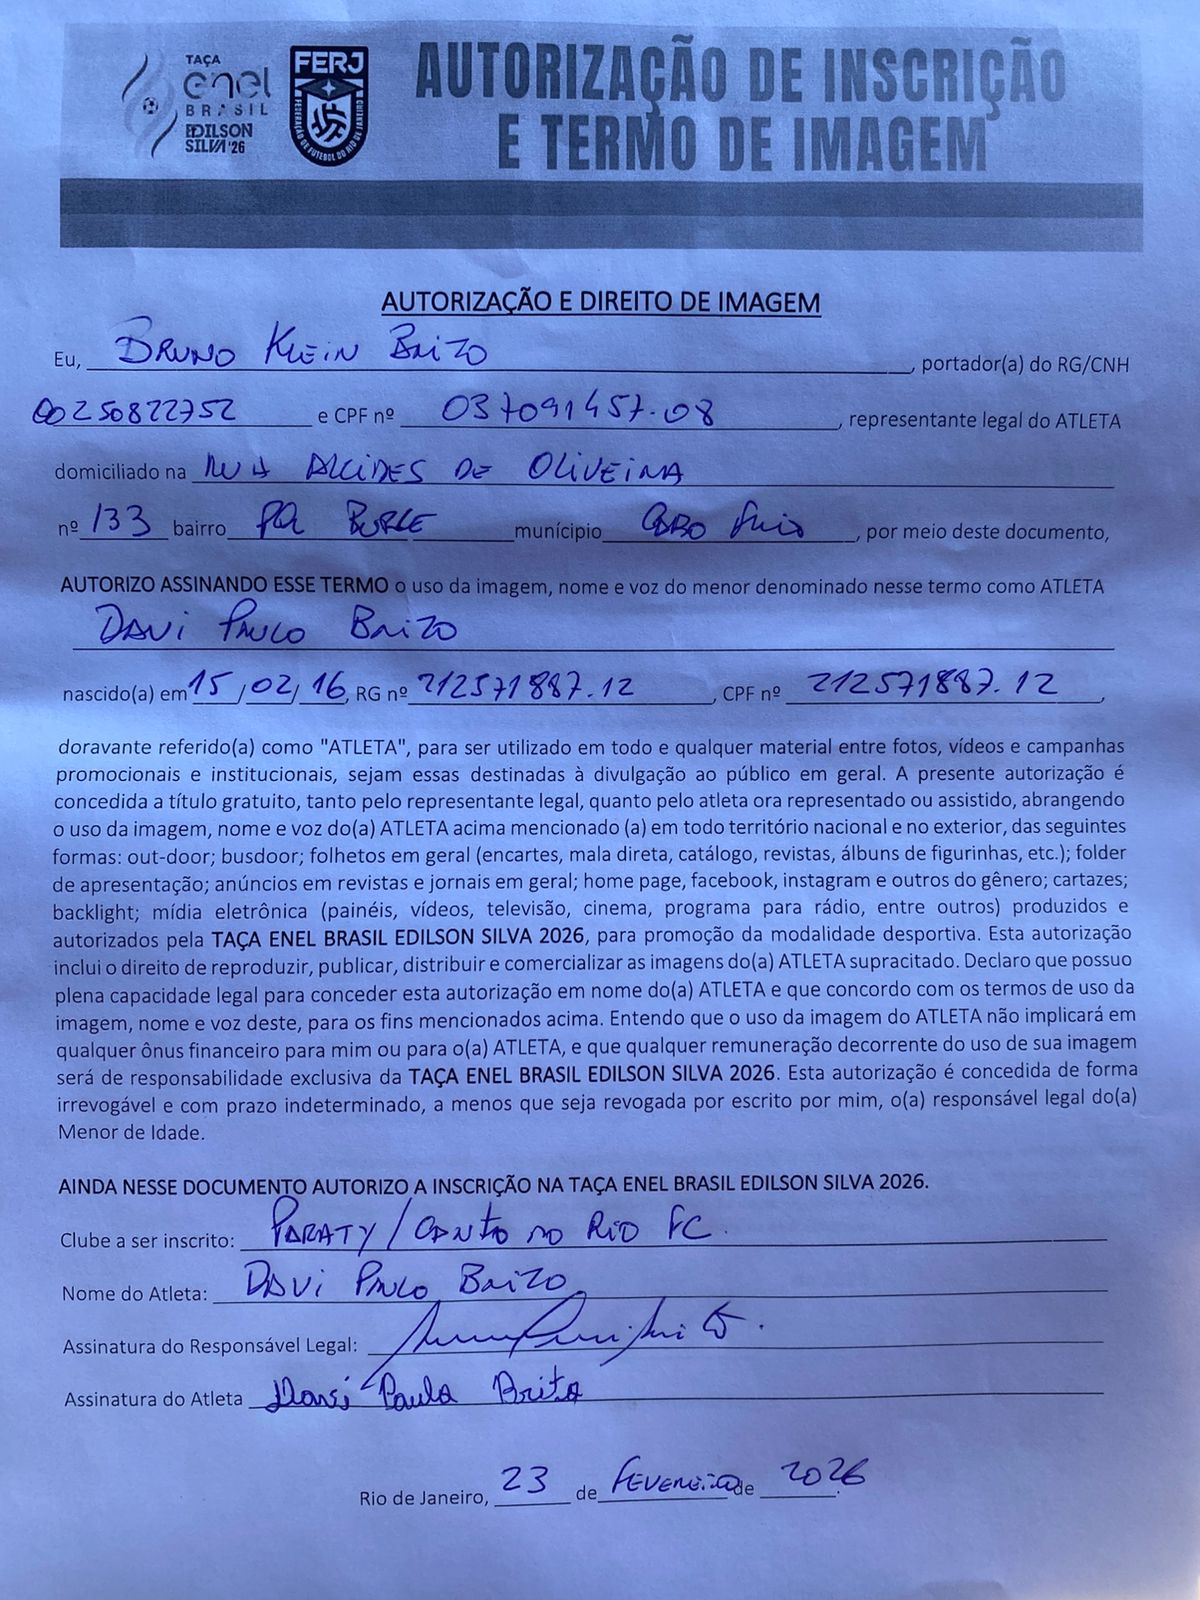 TAÇA
enel
BRASIL
EDILSON
SILVA '26
FERJ
FEDERAÇÃO DE FUTEBOL DO RIO DE JANEIRO
AUTORIZAÇÃO DE INSCRIÇÃO
E TERMO DE IMAGEM
AUTORIZAÇÃO E DIREITO DE IMAGEM
Eu, BRUNO KLEIN BRIZO, portador(a) do RG/CNH
00250822752 e CPF nº 037091457-08, representante legal do ATLETA
domiciliado na RUA ALCIDES DE OLIVEIRA
nº 133 bairro PQ BURLE munícipio CABO FRIO, por meio deste documento,
AUTORIZO ASSINANDO ESSE TERMO o uso da imagem, nome e voz do menor denominado nesse termo como ATLETA
DAVI PAULO BRIZO
nascido(a) em 15/02/16, RG nº 212571887.12, CPF nº 212571887.12,
doravante referido(a) como "ATLETA", para ser utilizado em todo e qualquer material entre fotos, vídeos e campanhas
promocionais e institucionais, sejam essas destinadas à divulgação ao público em geral. A presente autorização é
concedida a título gratuito, tanto pelo representante legal, quanto pelo atleta ora representado ou assistido, abrangendo
o uso da imagem, nome e voz do(a) ATLETA acima mencionado (a) em todo território nacional e no exterior, das seguintes
formas: out-door; busdoor; folhetos em geral (encartes, mala direta, catálogo, revistas, álbuns de figurinhas, etc.); folder
de apresentação; anúncios em revistas e jornais em geral; home page, facebook, instagram e outros do gênero; cartazes;
backlight; mídia eletrônica (painéis, vídeos, televisão, cinema, programa para rádio, entre outros) produzidos e
autorizados pela TAÇA ENEL BRASIL EDILSON SILVA 2026, para promoção da modalidade desportiva. Esta autorização
inclui o direito de reproduzir, publicar, distribuir e comercializar as imagens do(a) ATLETA supracitado. Declaro que possuo
plena capacidade legal para conceder esta autorização em nome do(a) ATLETA e que concordo com os termos de uso da
imagem, nome e voz deste, para os fins mencionados acima. Entendo que o uso da imagem do ATLETA não implicará em
qualquer ônus financeiro para mim ou para o(a) ATLETA, e que qualquer remuneração decorrente do uso de sua imagem
será de responsabilidade exclusiva da TAÇA ENEL BRASIL EDILSON SILVA 2026. Esta autorização é concedida de forma
irrevogável e com prazo indeterminado, a menos que seja revogada por escrito por mim, o(a) responsável legal do(a)
Menor de Idade.
AINDA NESSE DOCUMENTO AUTORIZO A INSCRIÇÃO NA TAÇA ENEL BRASIL EDILSON SILVA 2026.
Clube a ser inscrito: PARATY / CANTO DO RIO FC
Nome do Atleta: DAVI PAULO BRIZO
Assinatura do Responsável Legal:
Assinatura do Atleta Davi Paulo Brito
Rio de Janeiro, 23 de FEVEREIRO de 2026